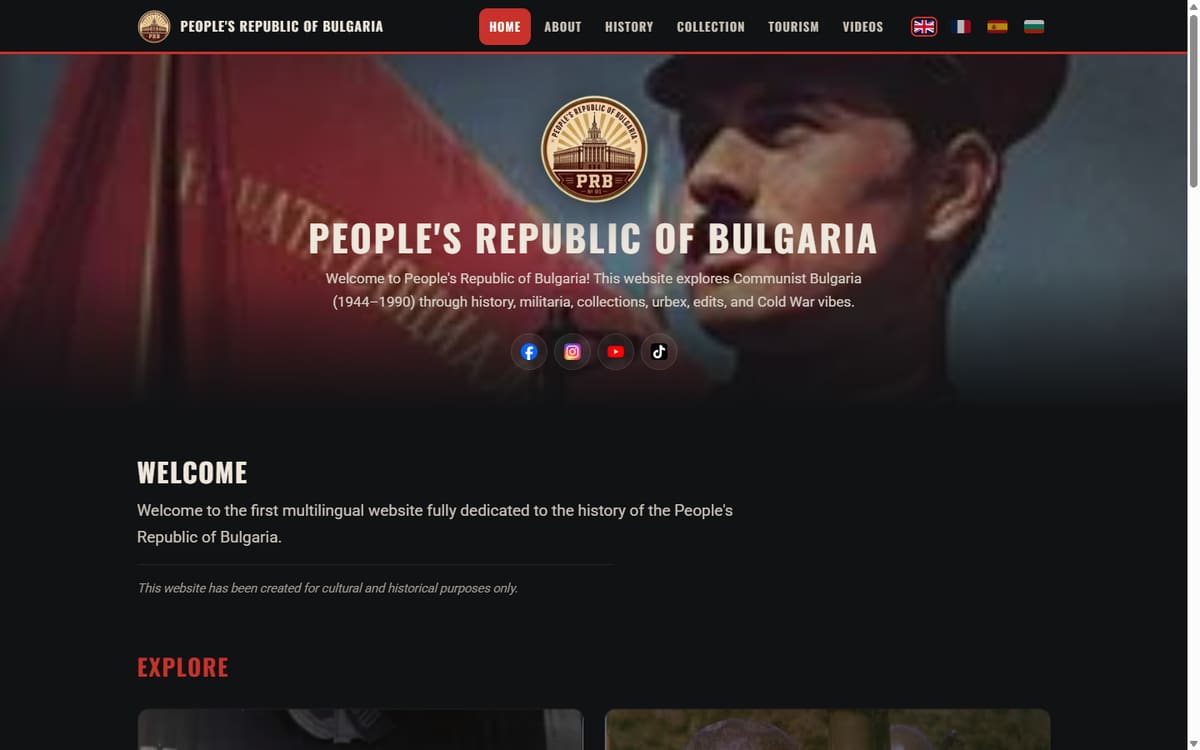 PEOPLE'S REPUBLIC OF BULGARIA
HOME
ABOUT
HISTORY
COLLECTION
TOURISM
VIDEOS
PEOPLE'S REPUBLIC OF BULGARIA
PRB
PEOPLE'S REPUBLIC OF BULGARIA
Welcome to People's Republic of Bulgaria! This website explores Communist Bulgaria
(1944–1990) through history, militaria, collections, urbex, edits, and Cold War vibes.
WELCOME
Welcome to the first multilingual website fully dedicated to the history of the People's
Republic of Bulgaria.
This website has been created for cultural and historical purposes only.
EXPLORE